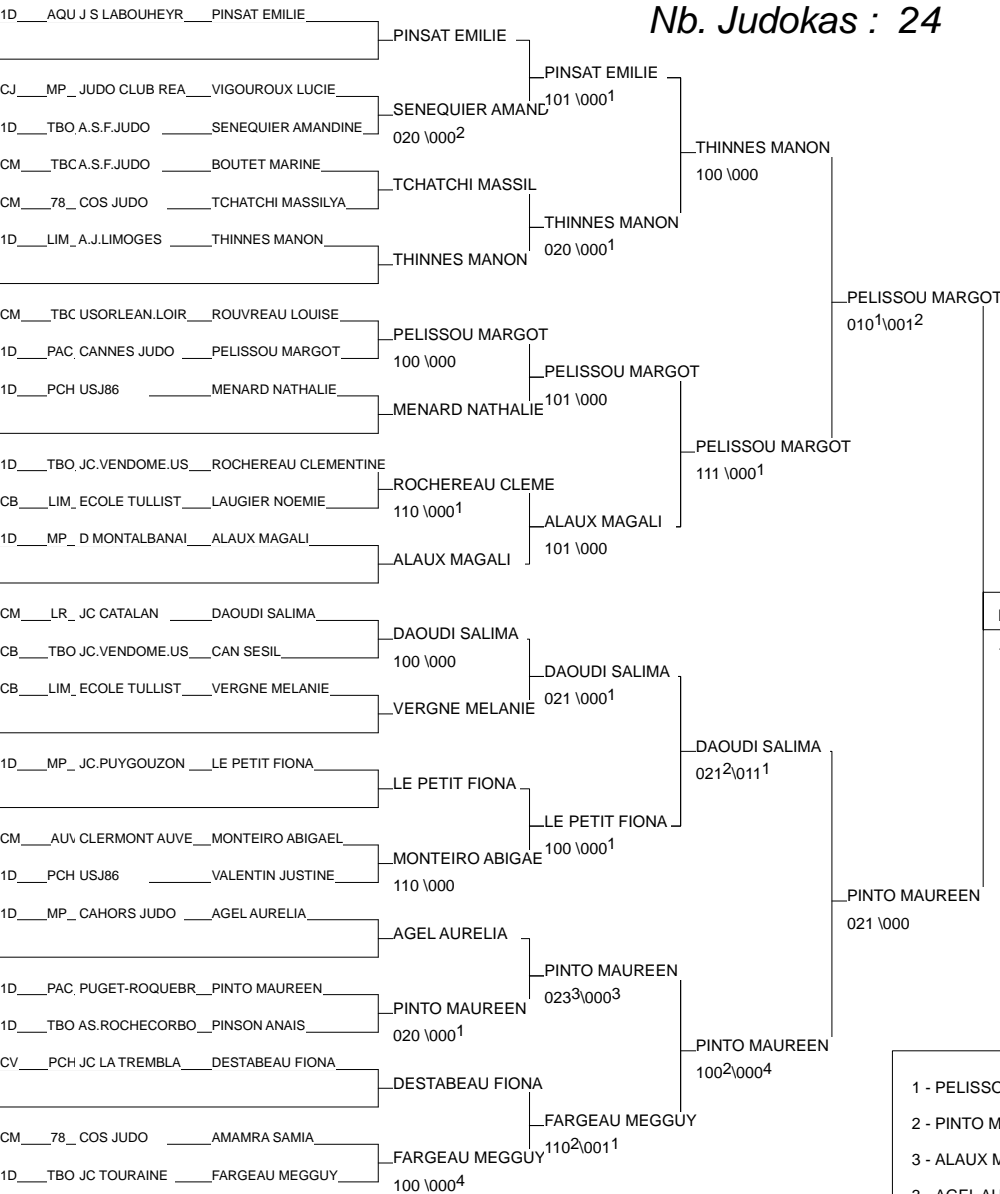 Nb. Judokas : 24
1D AQU J S LABOUHEYR PINSAT EMILIE
PINSAT EMILIE
PINSAT EMILIE
101 \000¹
CJ MP_ JUDO CLUB REA VIGOUROUX LUCIE
SENEQUIER AMAND
020 \000²
1D TBO A.S.F.JUDO SENEQUIER AMANDINE
THINNES MANON
100 \000
CM TBO A.S.F.JUDO BOUTET MARINE
TCHATCHI MASSIL
CM 78_ COS JUDO TCHATCHI MASSILYA
THINNES MANON
020 \000¹
1D LIM_ A.J.LIMOGES THINNES MANON
THINNES MANON
PELISSOU MARGOT
010¹\001²
CM TBO USORLEAN.LOIR ROUVREAU LOUISE
PELISSOU MARGOT
100 \000
1D PAC CANNES JUDO PELISSOU MARGOT
PELISSOU MARGOT
101 \000
1D PCH USJ86 MENARD NATHALIE
MENARD NATHALIE
PELISSOU MARGOT
111 \000¹
1D TBO JC.VENDOME.US ROCHEREAU CLEMENTINE
ROCHEREAU CLEME
110 \000¹
CB LIM_ ECOLE TULLIST LAUGIER NOEMIE
ALAUX MAGALI
101 \000
1D MP_ D MONTALBANAI ALAUX MAGALI
ALAUX MAGALI
CM LR_ JC CATALAN DAOUDI SALIMA
DAOUDI SALIMA
100 \000
CB TBO JC.VENDOME.US CAN SESIL
DAOUDI SALIMA
021 \000¹
CB LIM_ ECOLE TULLIST VERGNE MELANIE
VERGNE MELANIE
DAOUDI SALIMA
021²\011¹
1D MP_ JC.PUYGOUZON LE PETIT FIONA
LE PETIT FIONA
LE PETIT FIONA
100 \000¹
CM AUV CLERMONT AUVE MONTEIRO ABIGAEL
MONTEIRO ABIGAE
110 \000
1D PCH USJ86 VALENTIN JUSTINE
PINTO MAUREEN
021 \000
1D MP_ CAHORS JUDO AGEL AURELIA
AGEL AURELIA
PINTO MAUREEN
023³\000³
1D PAC PUGET-ROQUEBR PINTO MAUREEN
PINTO MAUREEN
020 \000¹
1D TBO AS.ROCHECORBO PINSON ANAIS
PINTO MAUREEN
100²\000⁴
CV PCH JC LA TREMBLA DESTABEAU FIONA
DESTABEAU FIONA
FARGEAU MEGGUY
110²\001¹
CM 78_ COS JUDO AMAMRA SAMIA
FARGEAU MEGGUY
100 \000⁴
1D TBO JC TOURAINE FARGEAU MEGGUY
1 - PELISSO
2 - PINTO M
3 - ALAUX M